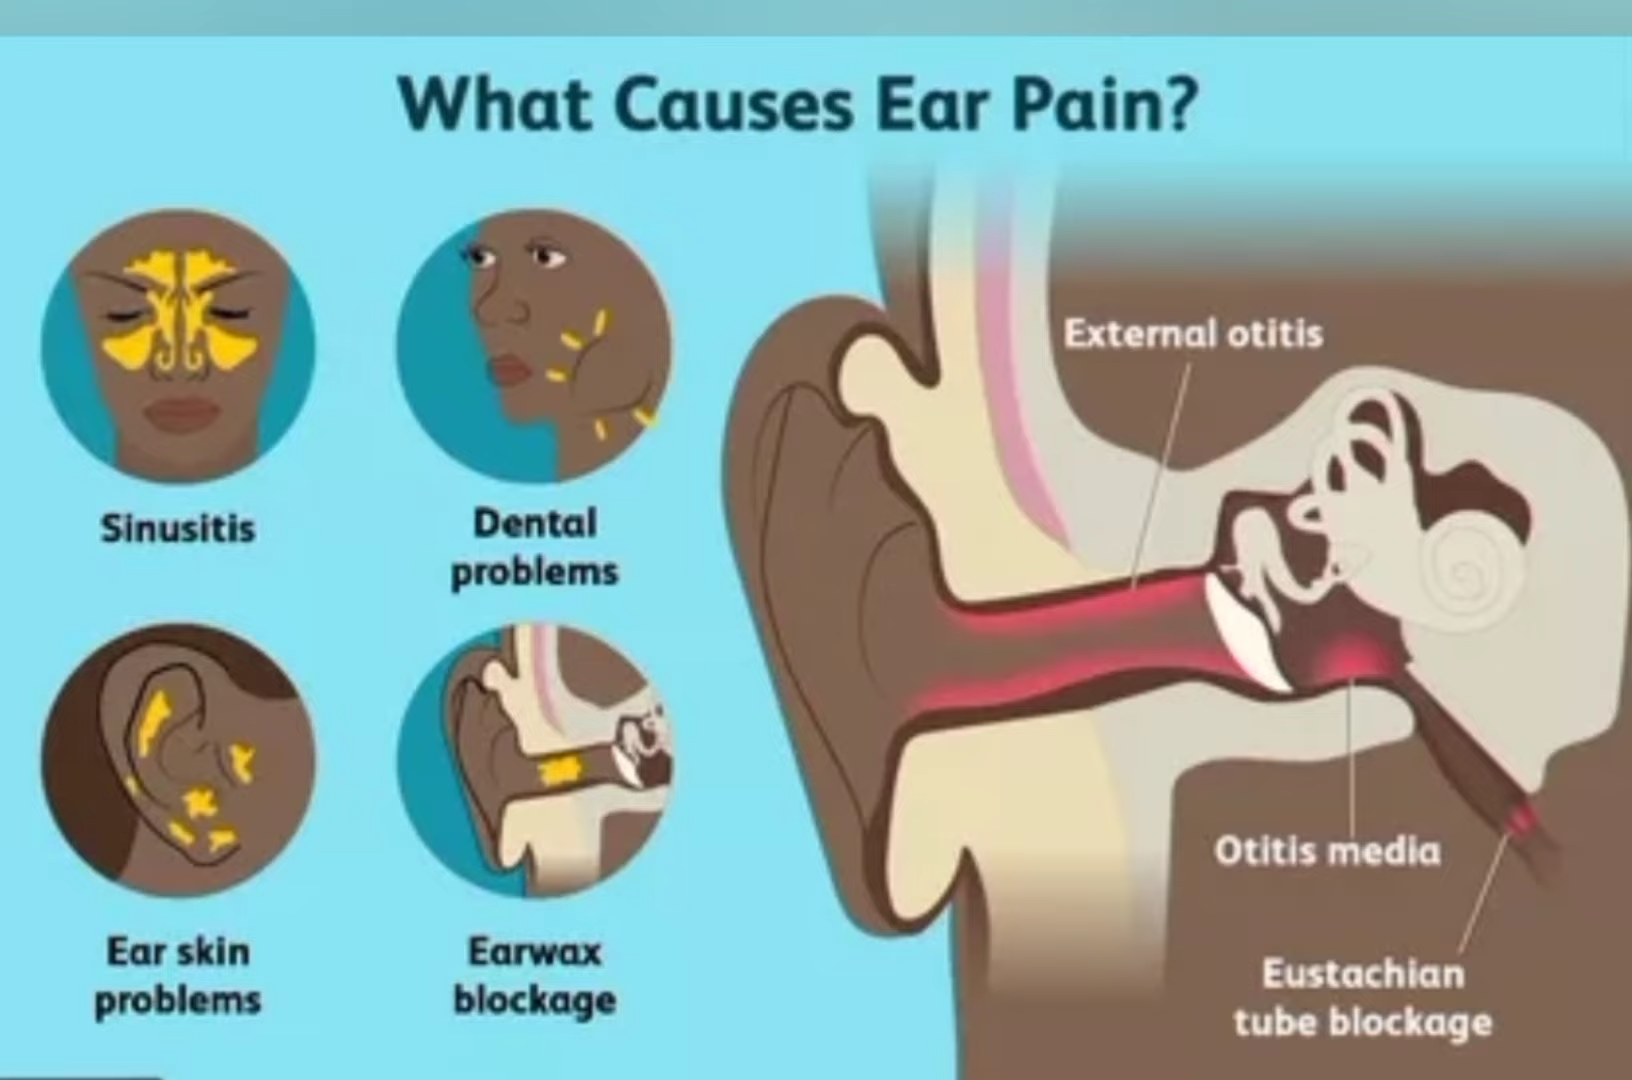 What Causes Ear Pain?
Sinusitis
Dental
problems
Ear skin
problems
Earwax
blockage
External otitis
Otitis media
Eustachian
tube blockage